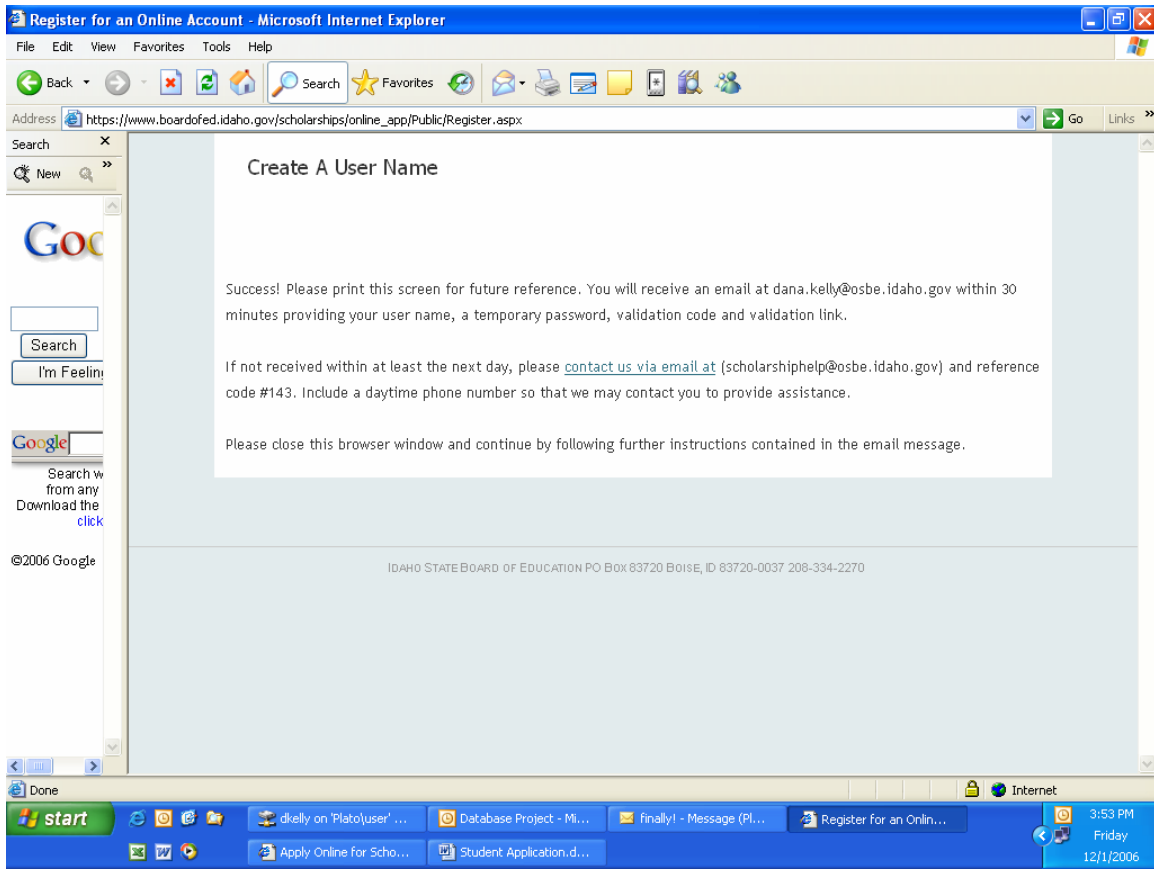 Register for an Online Account - Microsoft Internet Explorer
File Edit View Favorites Tools Help
Back Search Favorites
Address https://www.boardofed.idaho.gov/scholarships/online_app/Public/Register.aspx Go Links »
Search ×
New »
Goo
Search
I'm Feeling
Google
Search w
from any
Download the
click
©2006 Google
Create A User Name
Success! Please print this screen for future reference. You will receive an email at dana.kelly@osbe.idaho.gov within 30
minutes providing your user name, a temporary password, validation code and validation link.
If not received within at least the next day, please contact us via email at (scholarshiphelp@osbe.idaho.gov) and reference
code #143. Include a daytime phone number so that we may contact you to provide assistance.
Please close this browser window and continue by following further instructions contained in the email message.
IDAHO STATE BOARD OF EDUCATION PO BOX 83720 BOISE, ID 83720-0037 208-334-2270
Done Internet
start dkelly on 'Plato\user' ... Database Project - Mi... finally! - Message (Pl... Register for an Onlin... 3:53 PM
Friday
Apply Online for Scho... Student Application.d... 12/1/2006